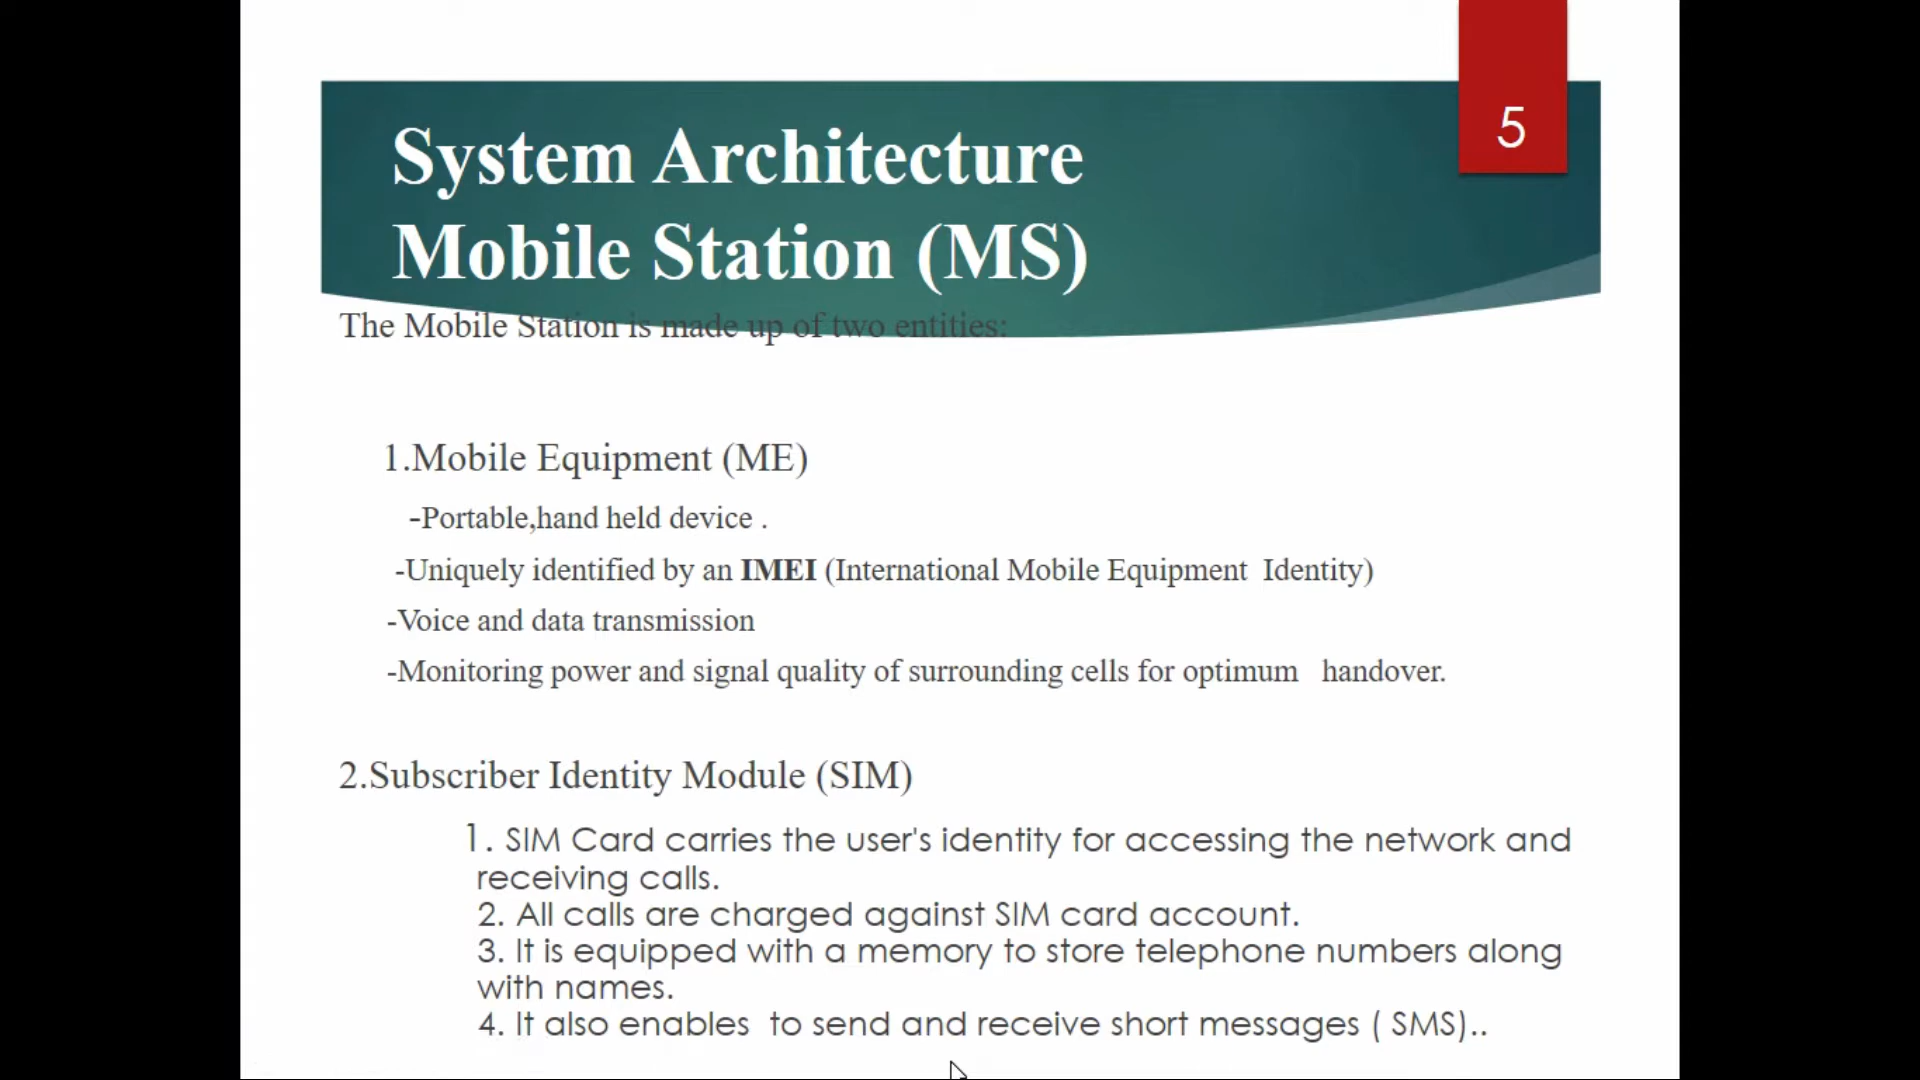 5
System Architecture
Mobile Station (MS)
The Mobile Station is made up of two entities:
1.Mobile Equipment (ME)
-Portable,hand held device .
-Uniquely identified by an IMEI (International Mobile Equipment  Identity)
-Voice and data transmission
-Monitoring power and signal quality of surrounding cells for optimum   handover.
2.Subscriber Identity Module (SIM)
1. SIM Card carries the user's identity for accessing the network and
receiving calls.
2. All calls are charged against SIM card account.
3. It is equipped with a memory to store telephone numbers along
with names.
4. It also enables  to send and receive short messages ( SMS)..